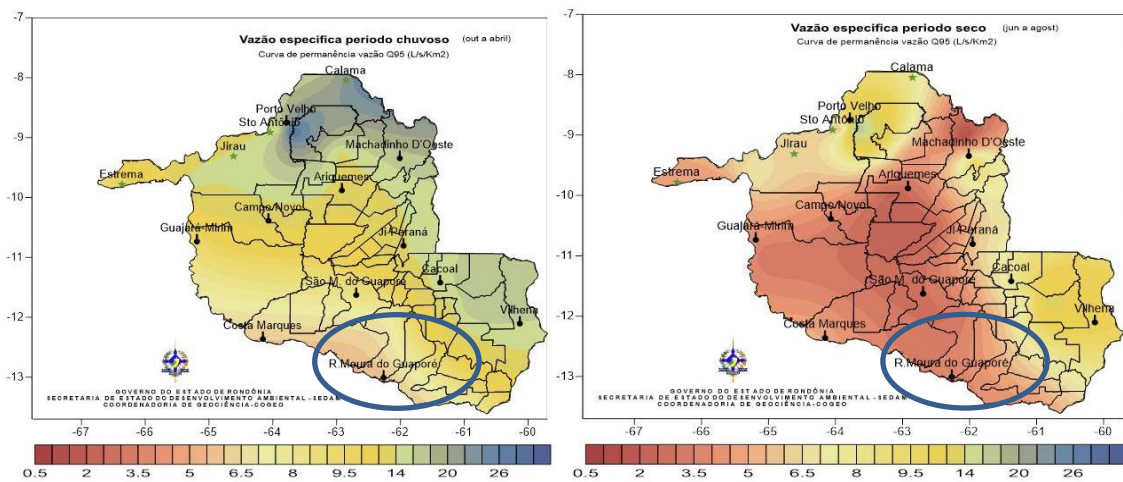 Vazão especifica periodo chuvoso (out a abril)
Curva de permanência vazão Q95 (L/s/Km2)
-7
-8
-9
-10
-11
-12
-13
Calama
Porto Velho
Sto Antônio
Jirau
Machadinho D'Oeste
Estrema
Ariquemes
Campo Novo
Guajará-Mirim
Ji-Paraná
Cacoal
São M. do Guaporé
Vilhena
Costa Marques
R.Moura do Guaporé
GOVERNO DO ESTADO DE RONDÔNIA
SECRETARIA DE ESTADO DO DESENVOLVIMENTO AMBIENTAL -SEDAM
COORDENADORIA DE GEOCIÊNCIA-COGEO
-67 -66 -65 -64 -63 -62 -61 -60
0.5 2 3.5 5 6.5 8 9.5 14 20 26
Vazão especifica periodo seco (jun a agost)
Curva de permanência vazão Q95 (L/s/Km2)
-7
-8
-9
-10
-11
-12
-13
Calama
Porto Velho
Sto Antônio
Jirau
Machadinho D'Oeste
Estrema
Ariquemes
Campo Novo
Guajará-Mirim
Ji-Paraná
Cacoal
São M. do Guaporé
Vilhena
Costa Marques
R.Moura do Guaporé
GOVERNO DO ESTADO DE RONDÔNIA
SECRETARIA DE ESTADO DO DESENVOLVIMENTO AMBIENTAL -SEDAM
COORDENADORIA DE GEOCIÊNCIA-COGEO
-67 -66 -65 -64 -63 -62 -61 -60
0.5 2 3.5 5 6.5 8 9.5 14 20 26